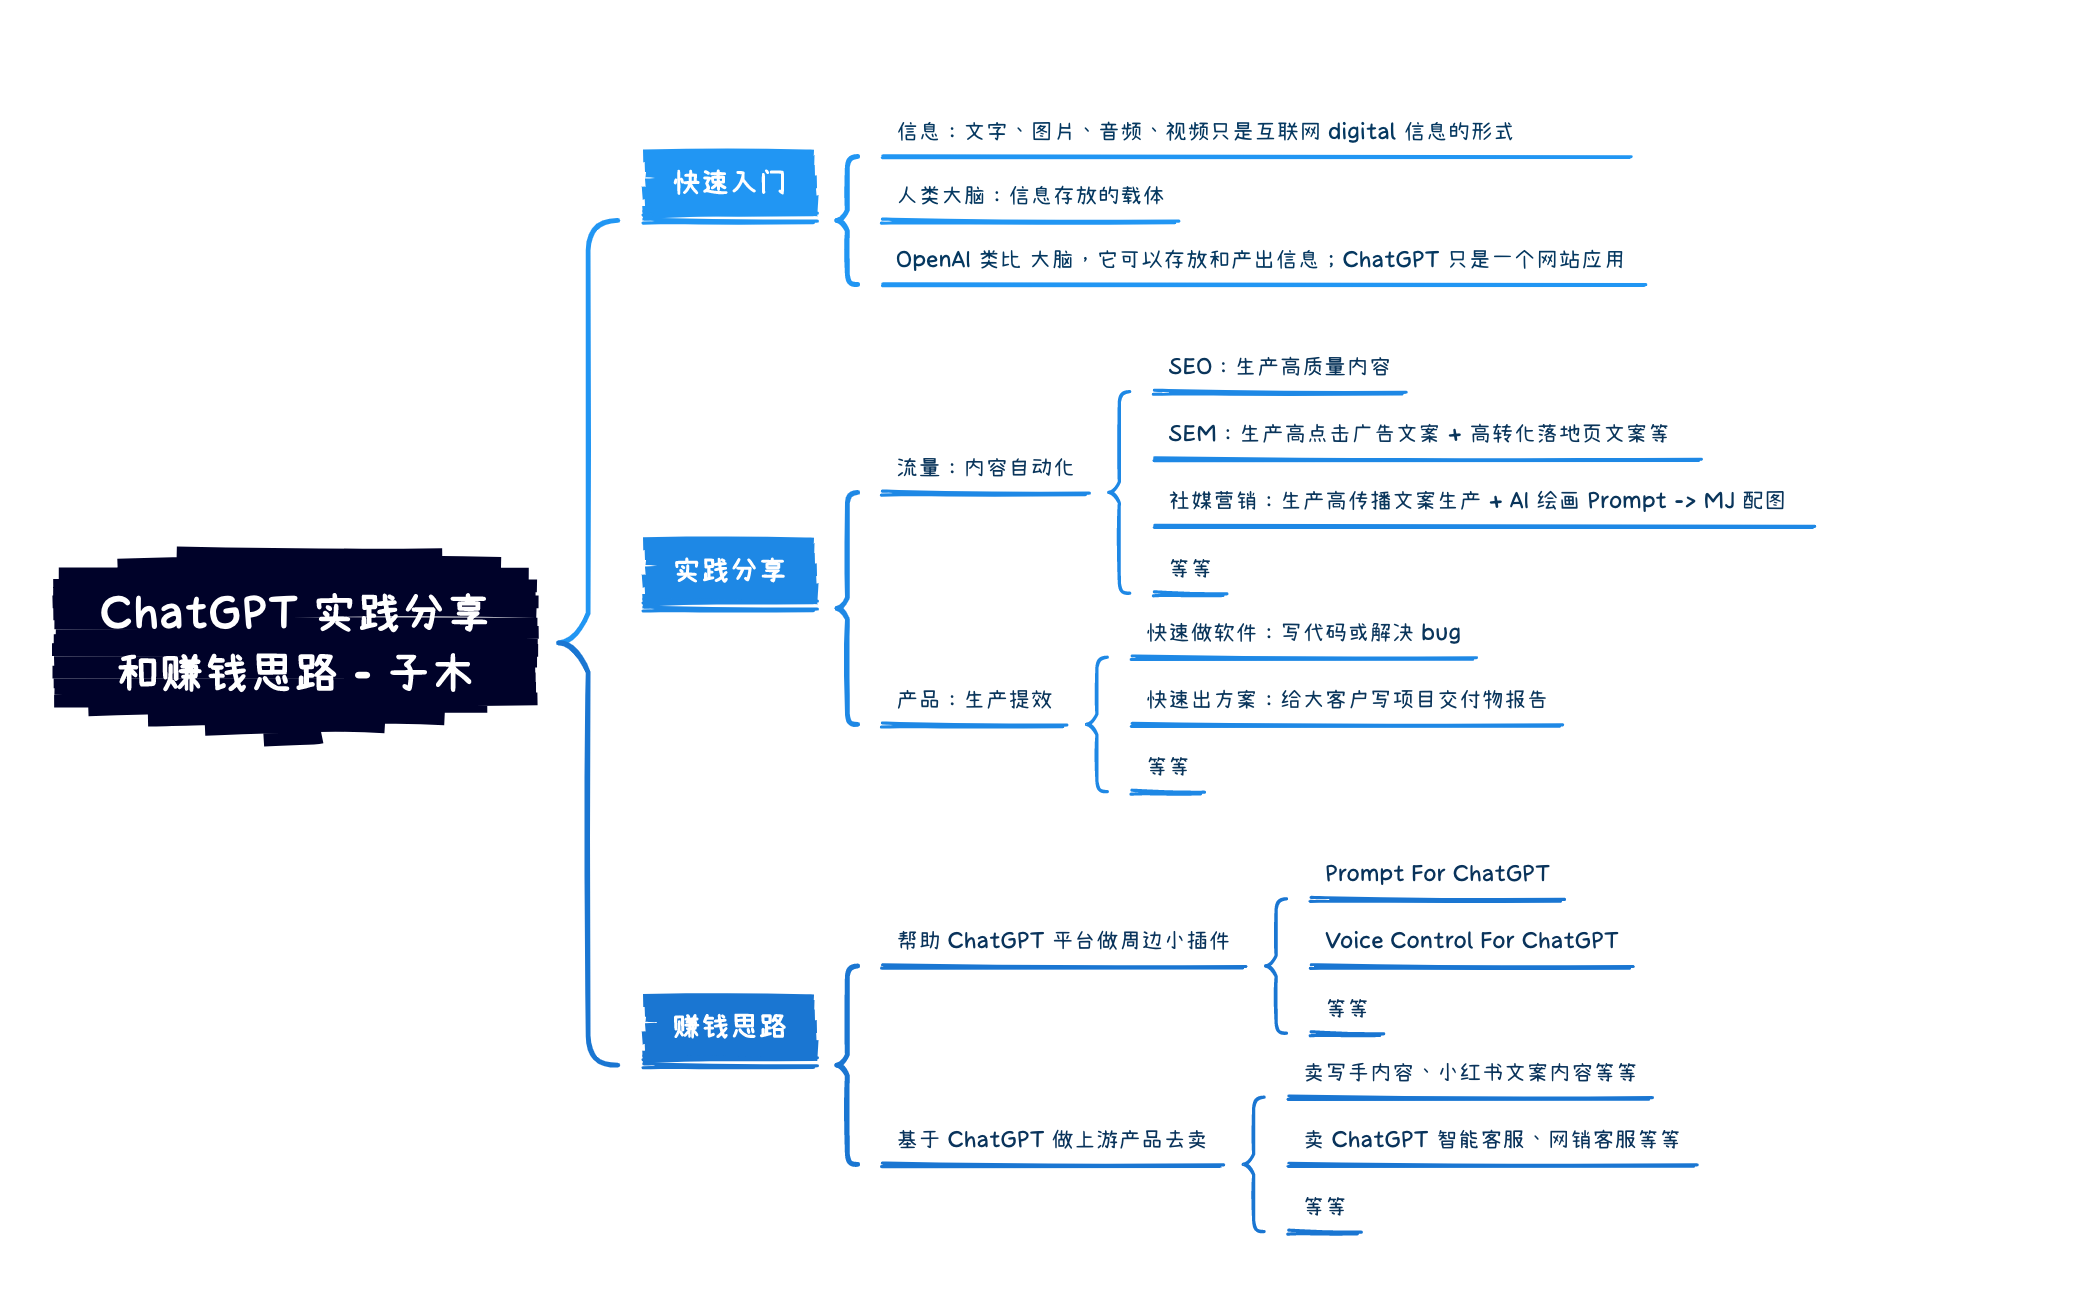 ChatGPT 实践分享
和赚钱思路 - 子木
快速入门
信息：文字、图片、音频、视频只是互联网 digital 信息的形式
人类大脑：信息存放的载体
OpenAI 类比 大脑，它可以存放和产出信息；ChatGPT 只是一个网站应用
实践分享
流量：内容自动化
SEO：生产高质量内容
SEM：生产高点击广告文案 + 高转化落地页文案等
社媒营销：生产高传播文案生产 + AI 绘画 Prompt -> MJ 配图
等等
产品：生产提效
快速做软件：写代码或解决 bug
快速出方案：给大客户写项目交付物报告
等等
赚钱思路
帮助 ChatGPT 平台做周边小插件
Prompt For ChatGPT
Voice Control For ChatGPT
等等
基于 ChatGPT 做上游产品去卖
卖写手内容、小红书文案内容等等
卖 ChatGPT 智能客服、网销客服等等
等等